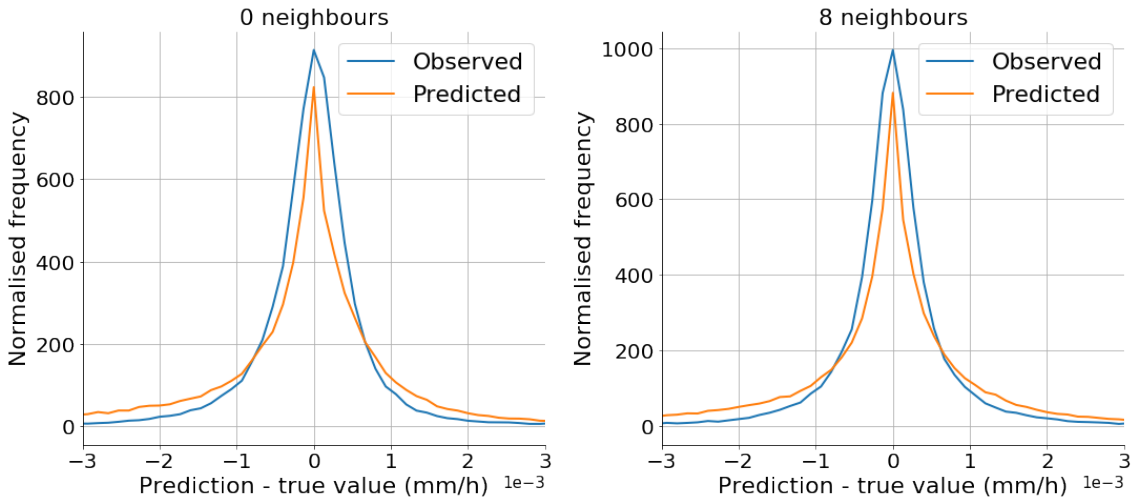 0 neighbours
Normalised frequency
800
600
400
200
0
Observed
Predicted
−3 −2 −1 0 1 2 3
Prediction - true value (mm/h)
1e−3
8 neighbours
Normalised frequency
1000
800
600
400
200
0
Observed
Predicted
−3 −2 −1 0 1 2 3
Prediction - true value (mm/h)
1e−3